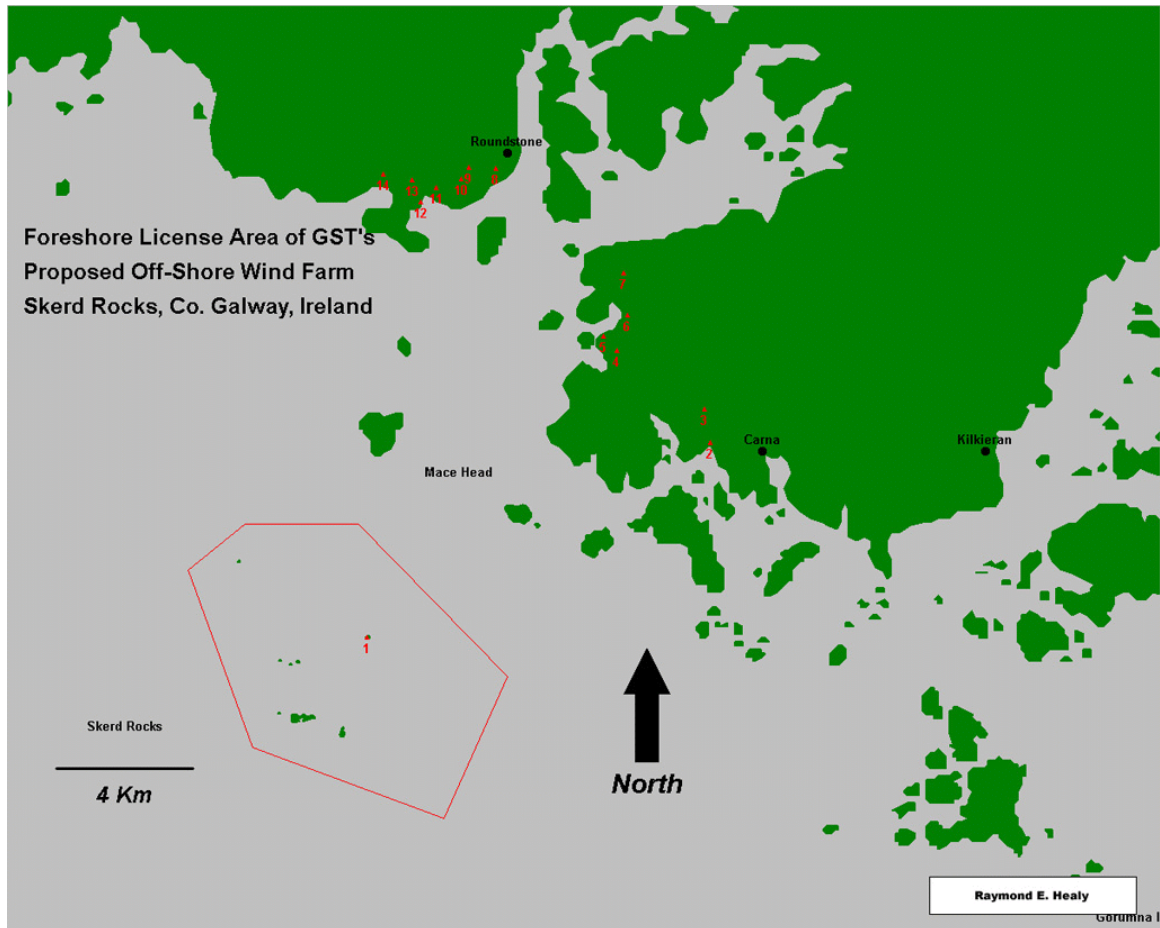 Roundstone
14
13
12
11
10
9
8
Foreshore License Area of GST's
Proposed Off-Shore Wind Farm
Skerd Rocks, Co. Galway, Ireland
7
6
5
4
3
2
Carna
Kilkieran
Mace Head
1
Skerd Rocks
4 Km
North
Raymond E. Healy
Gorumna I